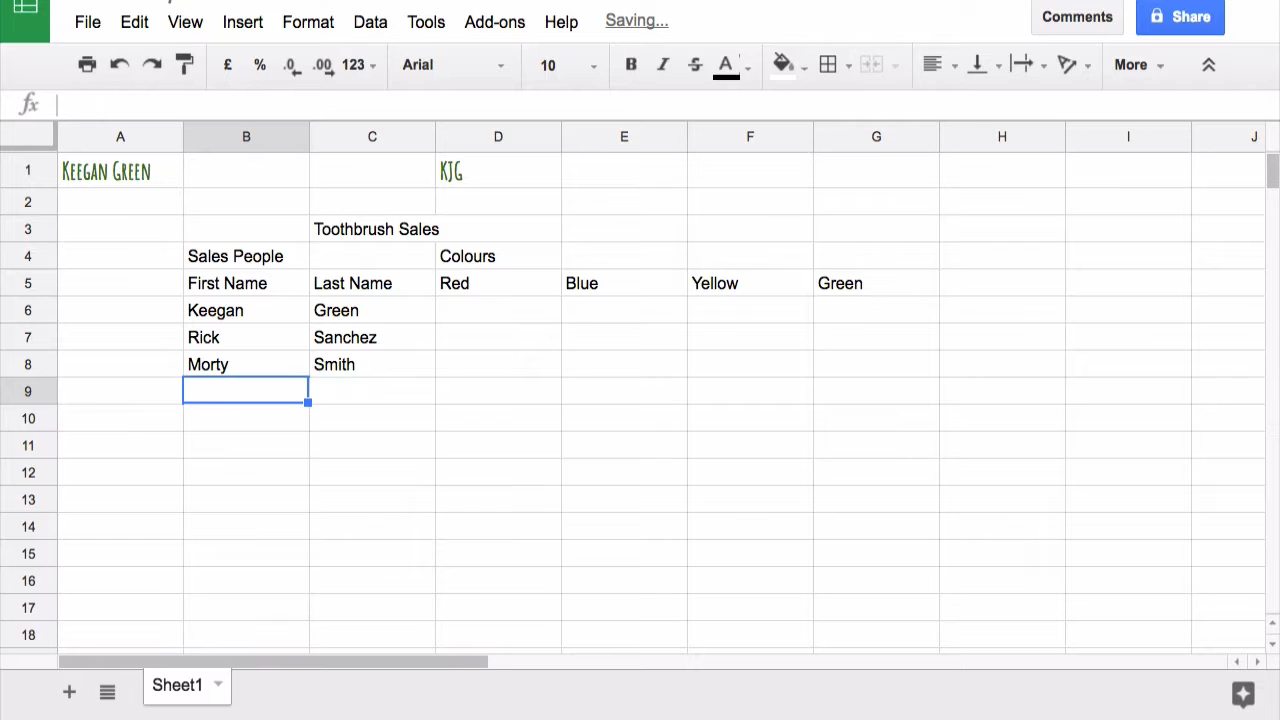 File Edit View Insert Format Data Tools Add-ons Help Saving...
Comments Share
£ % .0 .00 123 Arial 10 B I S A More
fx
A B C D E F G H I J
1 Keegan Green KJG
2
3 Toothbrush Sales
4 Sales People Colours
5 First Name Last Name Red Blue Yellow Green
6 Keegan Green
7 Rick Sanchez
8 Morty Smith
9
10
11
12
13
14
15
16
17
18
+ Sheet1